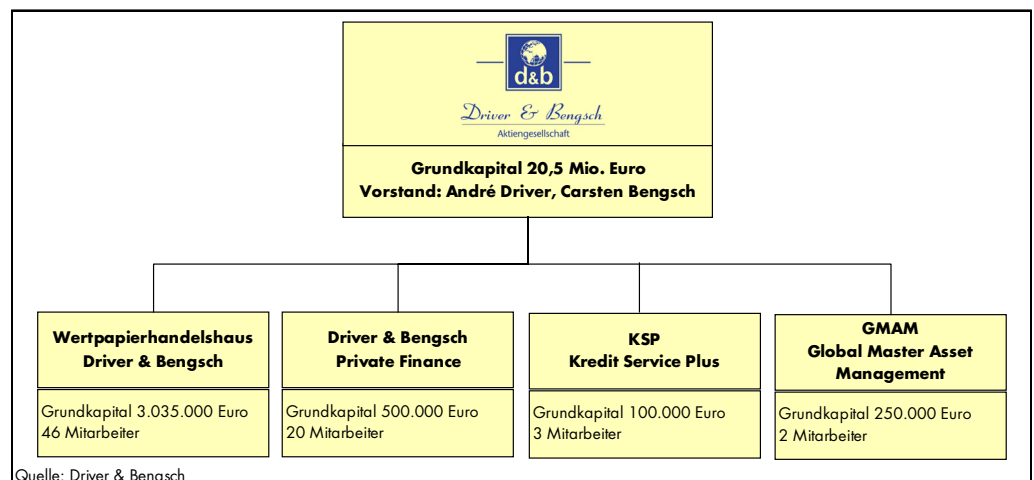 d&b
Driver & Bengsch
Aktiengesellschaft
Grundkapital 20,5 Mio. Euro
Vorstand: André Driver, Carsten Bengsch
Wertpapierhandelshaus
Driver & Bengsch
Grundkapital 3.035.000 Euro
46 Mitarbeiter
Driver & Bengsch
Private Finance
Grundkapital 500.000 Euro
20 Mitarbeiter
KSP
Kredit Service Plus
Grundkapital 100.000 Euro
3 Mitarbeiter
GMAM
Global Master Asset
Management
Grundkapital 250.000 Euro
2 Mitarbeiter
Quelle: Driver & Bengsch